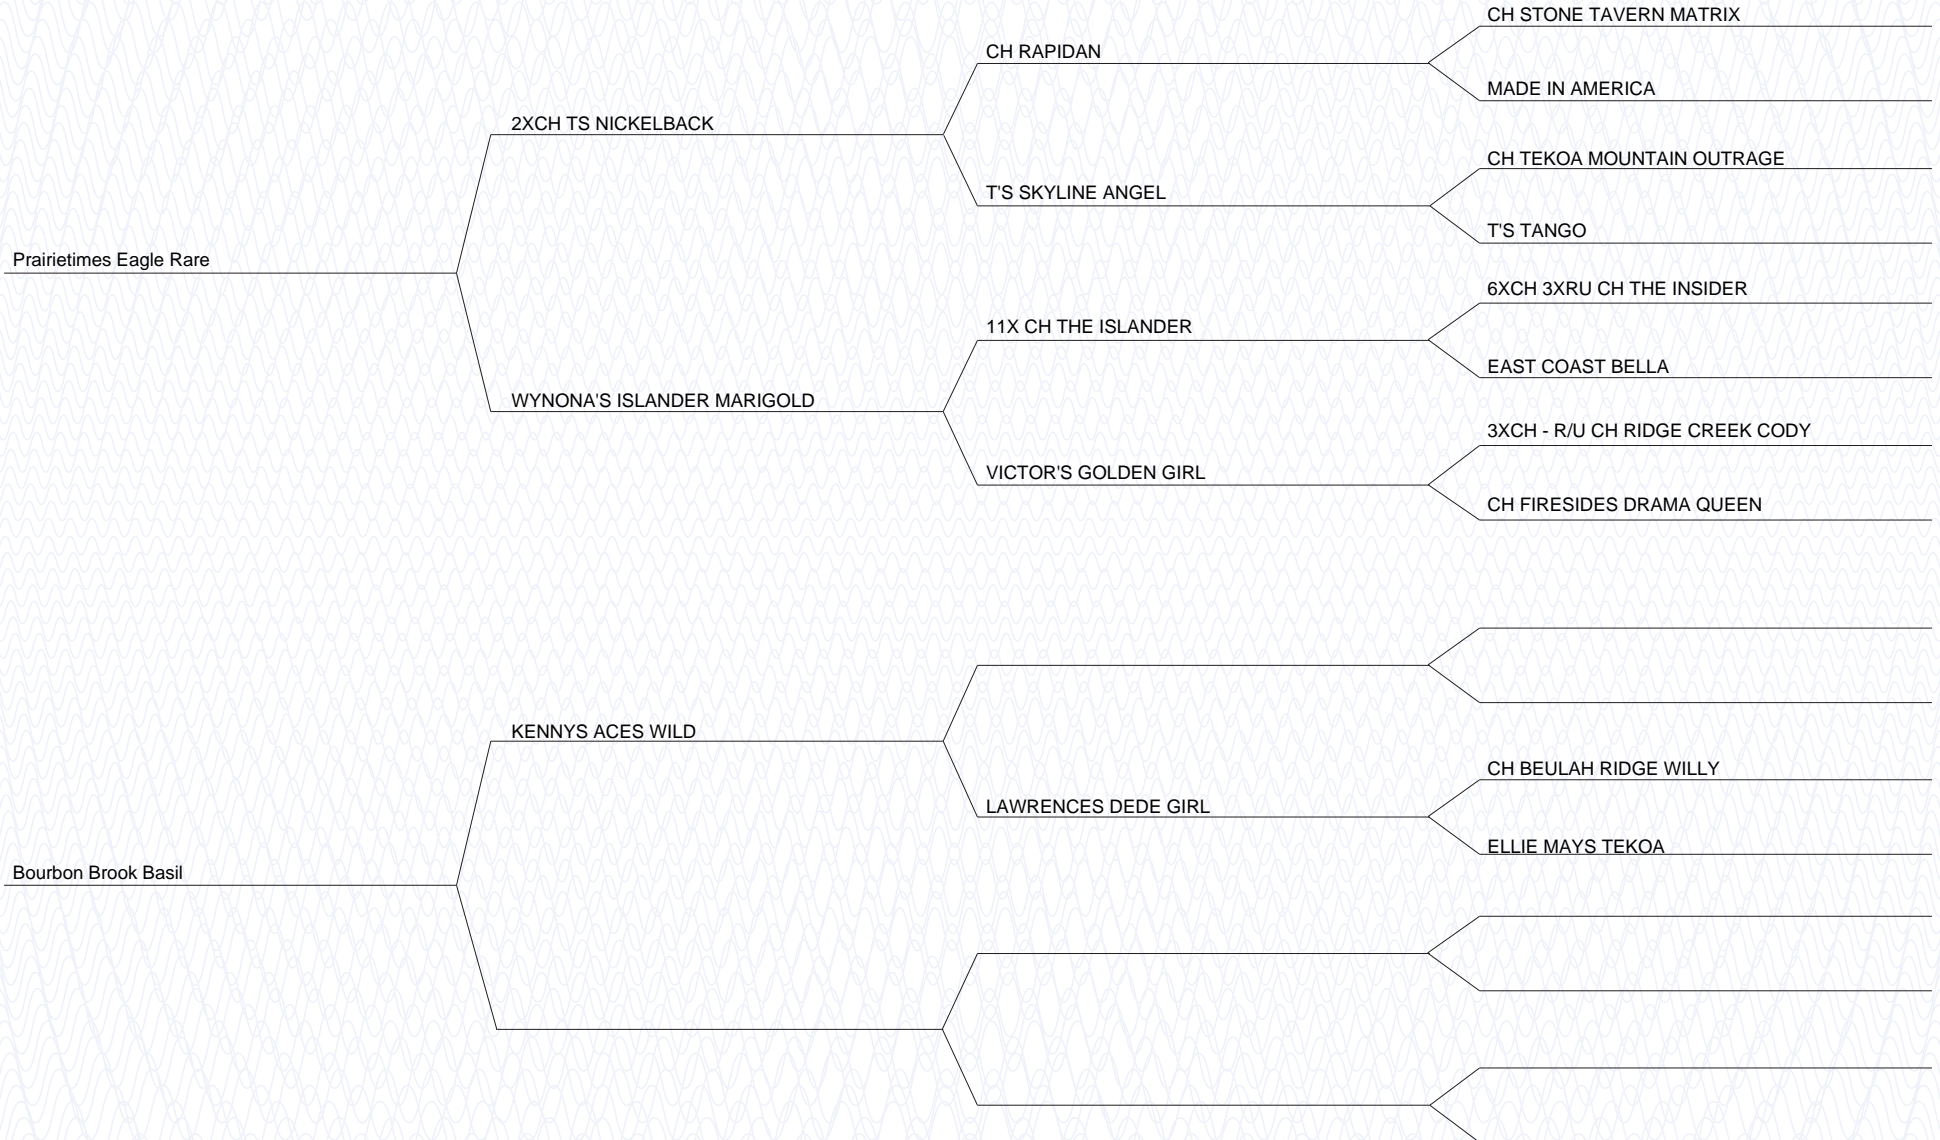 CH STONE TAVERN MATRIX
CH RAPIDAN
MADE IN AMERICA
2XCH TS NICKELBACK
CH TEKOA MOUNTAIN OUTRAGE
T'S SKYLINE ANGEL
T'S TANGO
Prairietimes Eagle Rare
6XCH 3XRU CH THE INSIDER
11X CH THE ISLANDER
EAST COAST BELLA
WYNONA'S ISLANDER MARIGOLD
3XCH - R/U CH RIDGE CREEK CODY
VICTOR'S GOLDEN GIRL
CH FIRESIDES DRAMA QUEEN
KENNYS ACES WILD
CH BEULAH RIDGE WILLY
LAWRENCES DEDE GIRL
ELLIE MAYS TEKOA
Bourbon Brook Basil